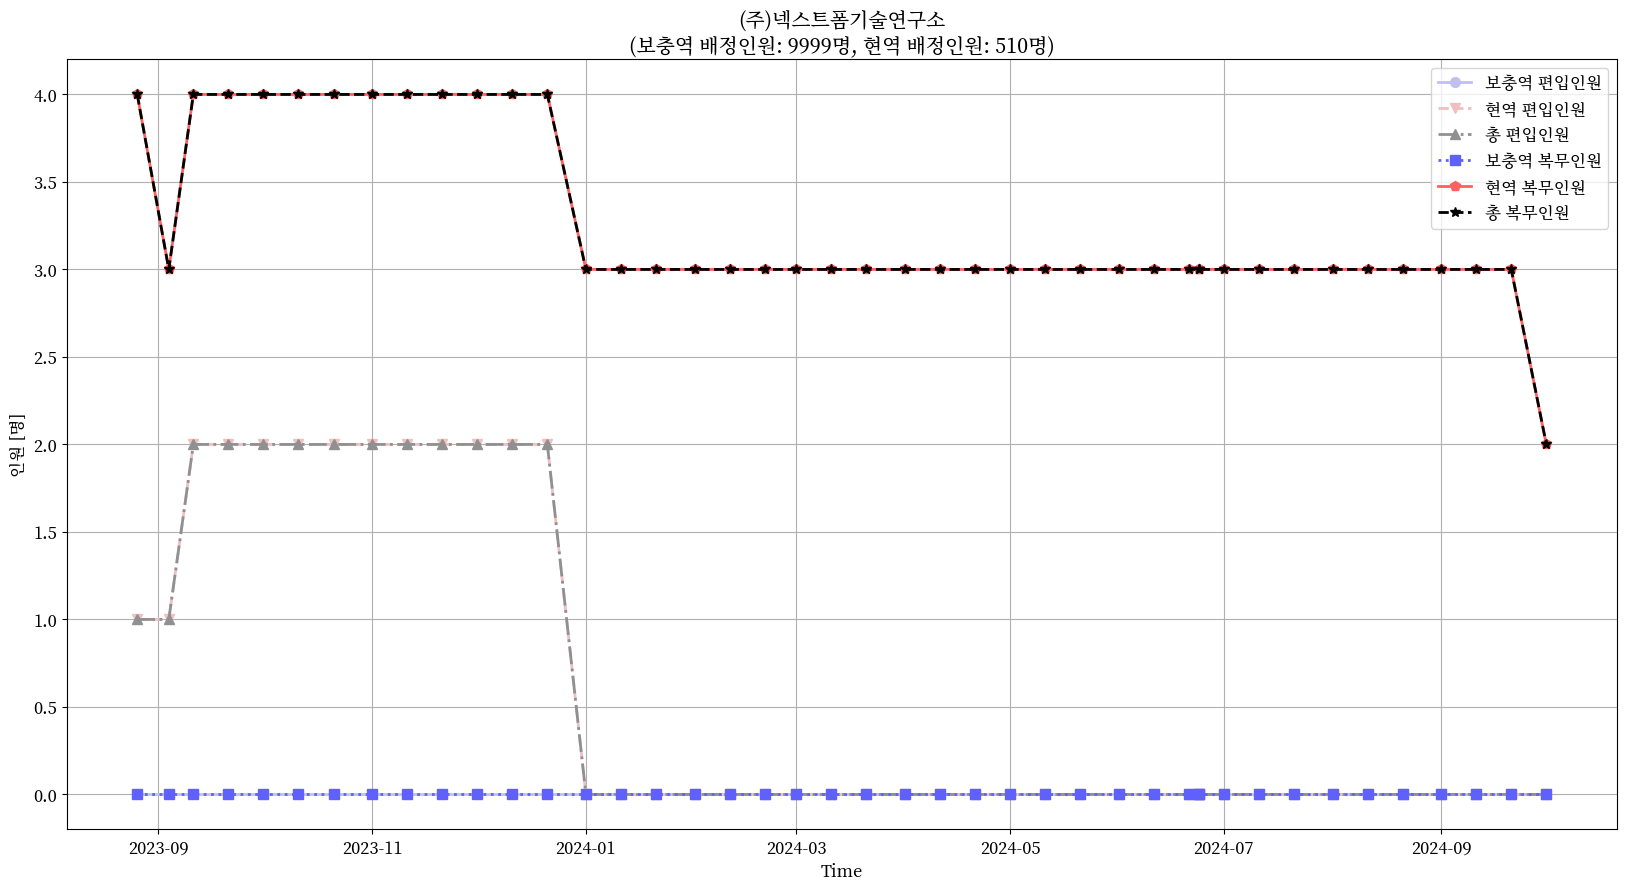 (주)넥스트폼기술연구소
(보충역 배정인원: 9999명, 현역 배정인원: 510명)
보충역 편입인원
현역 편입인원
총 편입인원
보충역 복무인원
현역 복무인원
총 복무인원
인원 [명]
4.0
3.5
3.0
2.5
2.0
1.5
1.0
0.5
0.0
2023-09
2023-11
2024-01
2024-03
2024-05
2024-07
2024-09
Time